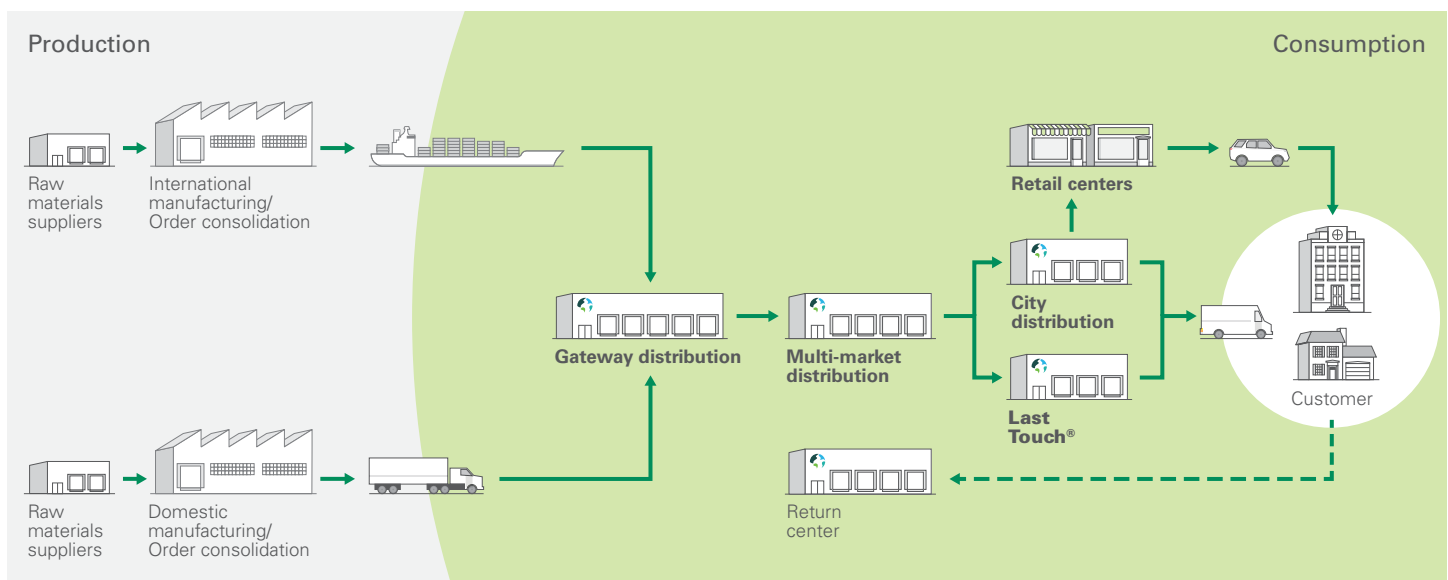 Production
Consumption
Raw
materials
suppliers
International
manufacturing/
Order consolidation
Retail centers
City
distribution
Gateway distribution
Multi-market
distribution
Last
Touch®
Customer
Raw
materials
suppliers
Domestic
manufacturing/
Order consolidation
Return
center